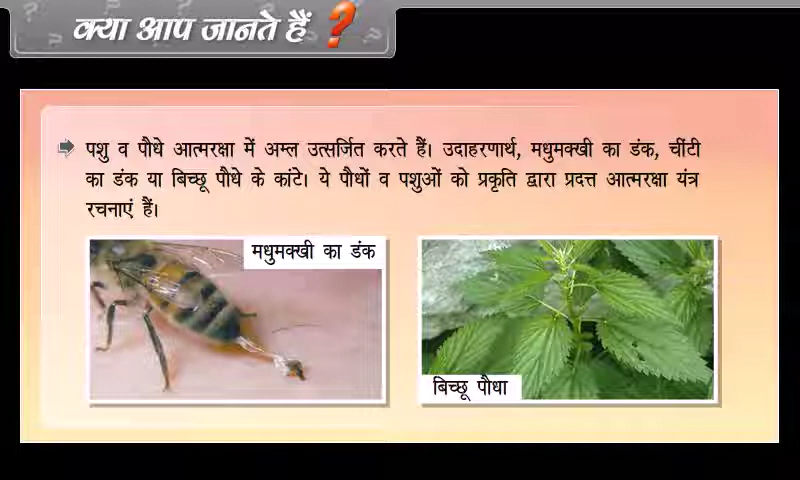 क्या आप जानते हैं ?
पशु व पौधे आत्मरक्षा में अम्ल उत्सर्जित करते हैं। उदाहरणार्थ, मधुमक्खी का डंक, चींटी
का डंक या बिच्छू पौधे के कांटे। ये पौधों व पशुओं को प्रकृति द्वारा प्रदत्त आत्मरक्षा यंत्र
रचनाएं हैं।
मधुमक्खी का डंक
बिच्छू पौधा